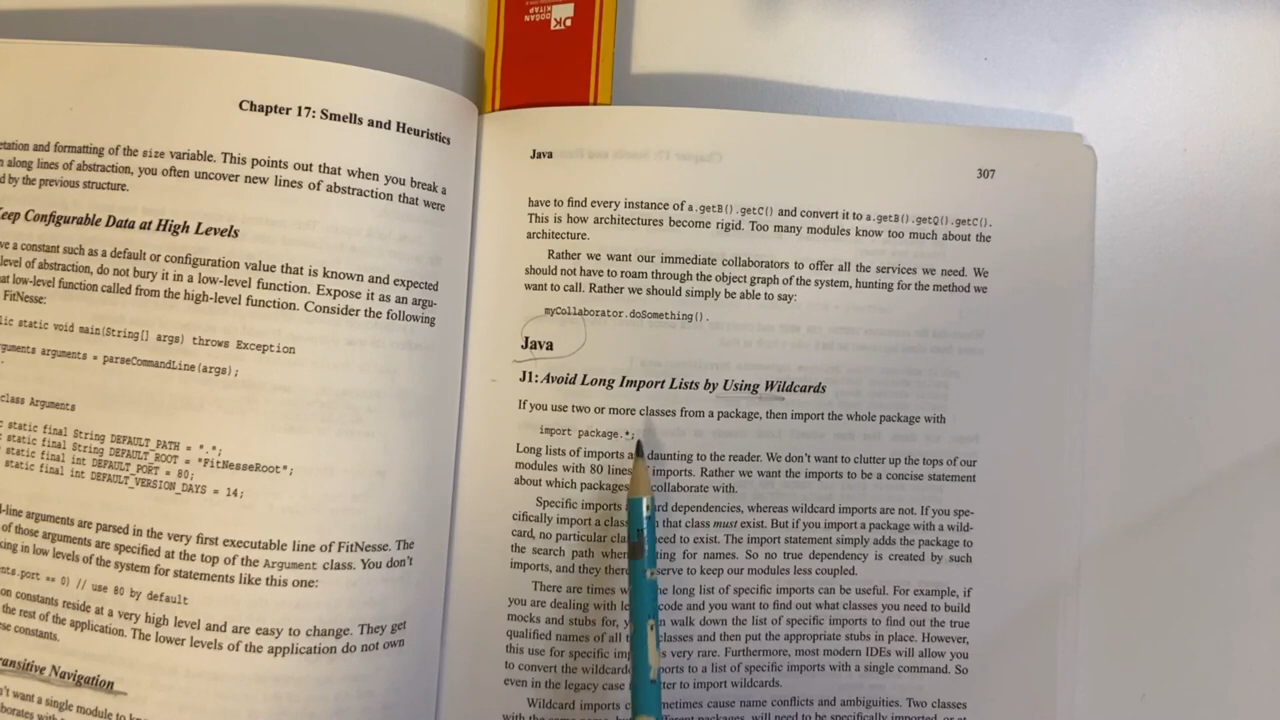 DK
DOĞAN
KİTAP
Chapter 17: Smells and Heuristics
and formatting of the size variable. This points out that when you break a
along lines of abstraction, you often uncover new lines of abstraction that were
by the previous structure.
Configurable Data at High Levels
a constant such as a default or configuration value that is known and expected
level of abstraction, do not bury it in a low-level function. Expose it as an argu-
low-level function called from the high-level function. Consider the following
FitNesse:
static void main(String[] args) throws Exception
arguments = parseCommandLine(args);
class Arguments
static final String DEFAULT_PATH = ".";
static final String DEFAULT_ROOT = "FitNesseRoot";
static final int DEFAULT_PORT = 80;
static final int DEFAULT_VERSION_DAYS = 14;
-line arguments are parsed in the very first executable line of FitNesse. The
of those arguments are specified at the top of the Argument class. You don't
in low levels of the system for statements like this one:
.port == 0) // use 80 by default
constants reside at a very high level and are easy to change. They get
the rest of the application. The lower levels of the application do not own
constants.
Navigation
want a single module to
Java
307
have to find every instance of a.getB().getC() and convert it to a.getB().getQ().getC().
This is how architectures become rigid. Too many modules know too much about the
architecture.
Rather we want our immediate collaborators to offer all the services we need. We
should not have to roam through the object graph of the system, hunting for the method we
want to call. Rather we should simply be able to say:
myCollaborator.doSomething().
Java
J1: Avoid Long Import Lists by Using Wildcards
If you use two or more classes from a package, then import the whole package with
import package.*;
Long lists of imports daunting to the reader. We don't want to clutter up the tops of our
modules with 80 lines imports. Rather we want the imports to be a concise statement
about which packages collaborate with.
Specific imports dependencies, whereas wildcard imports are not. If you spe-
cifically import a class that class must exist. But if you import a package with a wild-
card, no particular need to exist. The import statement simply adds the package to
the search path when for names. So no true dependency is created by such
imports, and they serve to keep our modules less coupled.
There are times long list of specific imports can be useful. For example, if
you are dealing with code and you want to find out what classes you need to build
mocks and stubs for, walk down the list of specific imports to find out the true
qualified names of all classes and then put the appropriate stubs in place. However,
this use for specific very rare. Furthermore, most modern IDEs will allow you
to convert the to a list of specific imports with a single command. So
even in the legacy case to import wildcards.
Wildcard imports cause name conflicts and ambiguities. Two classes
with the packages, will need to be specifically imported, or at